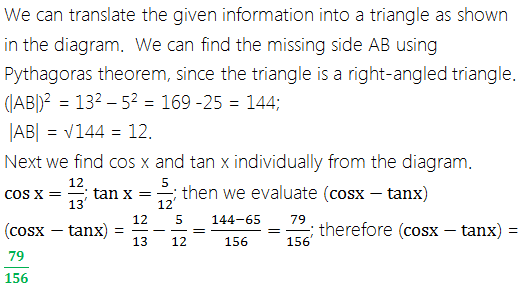 We can translate the given information into a triangle as shown
in the diagram. We can find the missing side AB using
Pythagoras theorem, since the triangle is a right-angled triangle.
(|AB|)² = 13² – 5² = 169 -25 = 144;
|AB| = √144 = 12.
Next we find cos x and tan x individually from the diagram.
cos x = 12/13; tan x = 5/12; then we evaluate (cosx – tanx)
(cosx – tanx) = 12/13 – 5/12 = 144–65/156 = 79/156; therefore (cosx – tanx) =
79/156